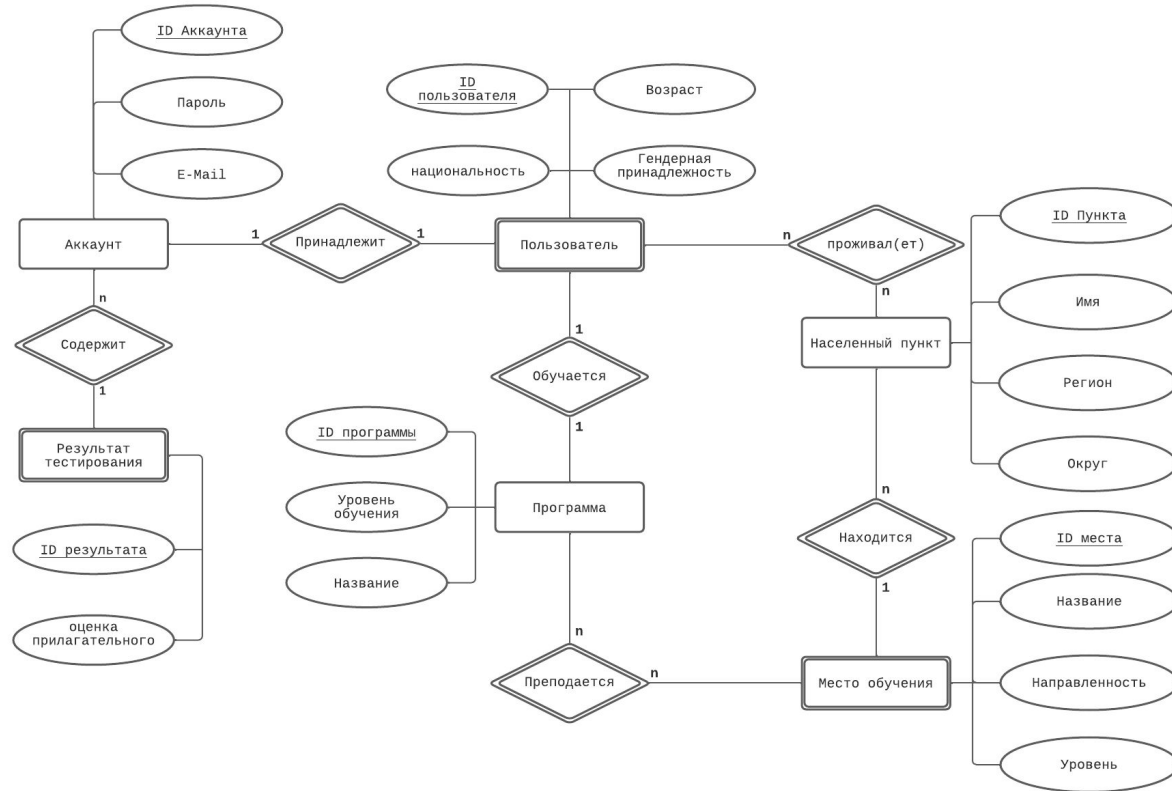 ID Аккаунта
Пароль
E-Mail
Аккаунт
n
Содержит
1
Результат
тестирования
ID результата
оценка
прилагательного
1
Принадлежит
1
ID
пользователя
Возраст
национальность
Гендерная
принадлежность
Пользователь
1
Обучается
1
ID программы
Уровень
обучения
Название
Программа
n
Преподается
n
n
проживал(ет)
n
Населенный пункт
ID Пункта
Имя
Регион
Округ
n
Находится
1
Место обучения
ID места
Название
Направленность
Уровень